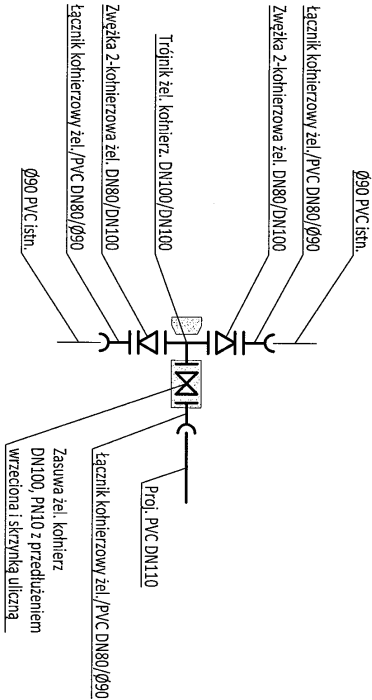 Ø90 PVC istn.
Łącznik kołnierzowy żel./PVC DN80/Ø90
Zwężka 2-kołnierzowa żel. DN80/DN100
Trójnik żel. kołnierz. DN100/DN100
Zwężka 2-kołnierzowa żel. DN80/DN100
Łącznik kołnierzowy żel./PVC DN80/Ø90
Ø90 PVC istn.
Proj. PVC DN110
Łącznik kołnierzowy żel./PVC DN80/Ø90
Zasuwa żel. kołnierz
DN100, PN10 z przedłużeniem
wrzeciona i skrzynką uliczną